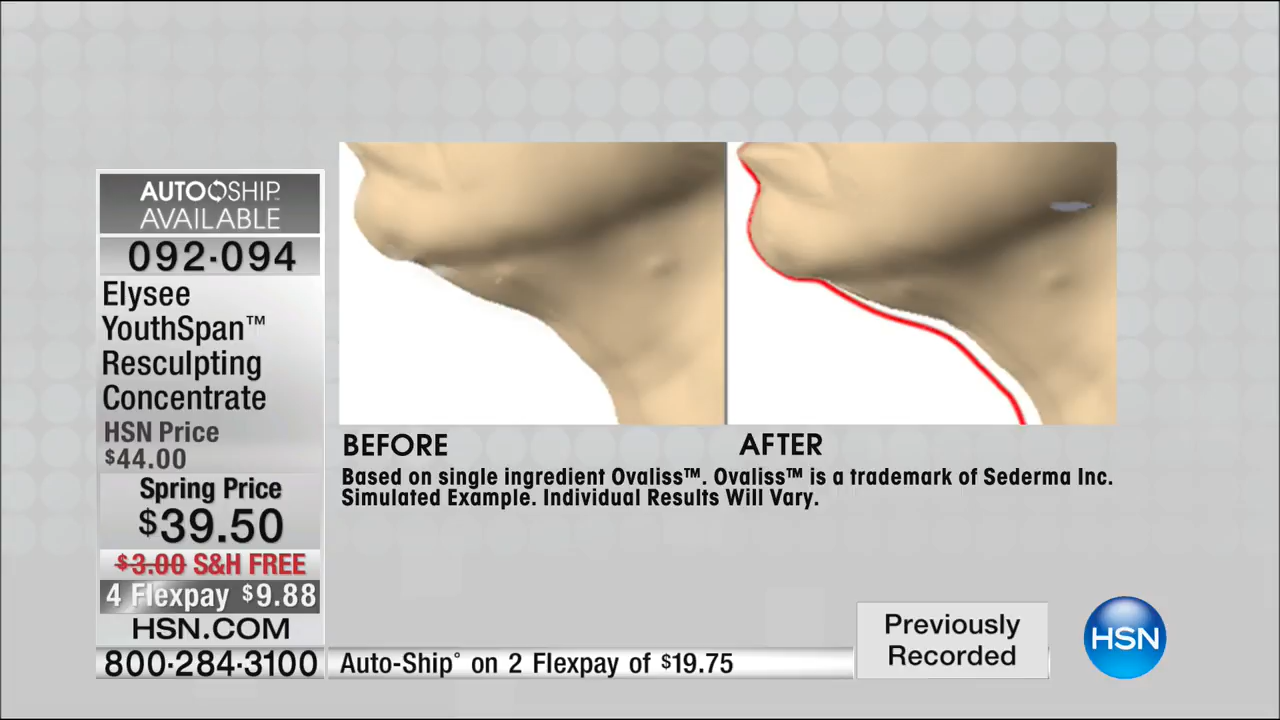 AUTOSHIP™
AVAILABLE
092·094
Elysee
YouthSpan™
Resculpting
Concentrate
HSN Price
$44.00
Spring Price
$39.50
$3.00 S&H FREE
4 Flexpay $9.88
HSN.COM
800·284·3100
BEFORE
AFTER
Based on single ingredient Ovaliss™. Ovaliss™ is a trademark of Sederma Inc.
Simulated Example. Individual Results Will Vary.
Auto-Ship° on 2 Flexpay of $19.75
Previously
Recorded
HSN